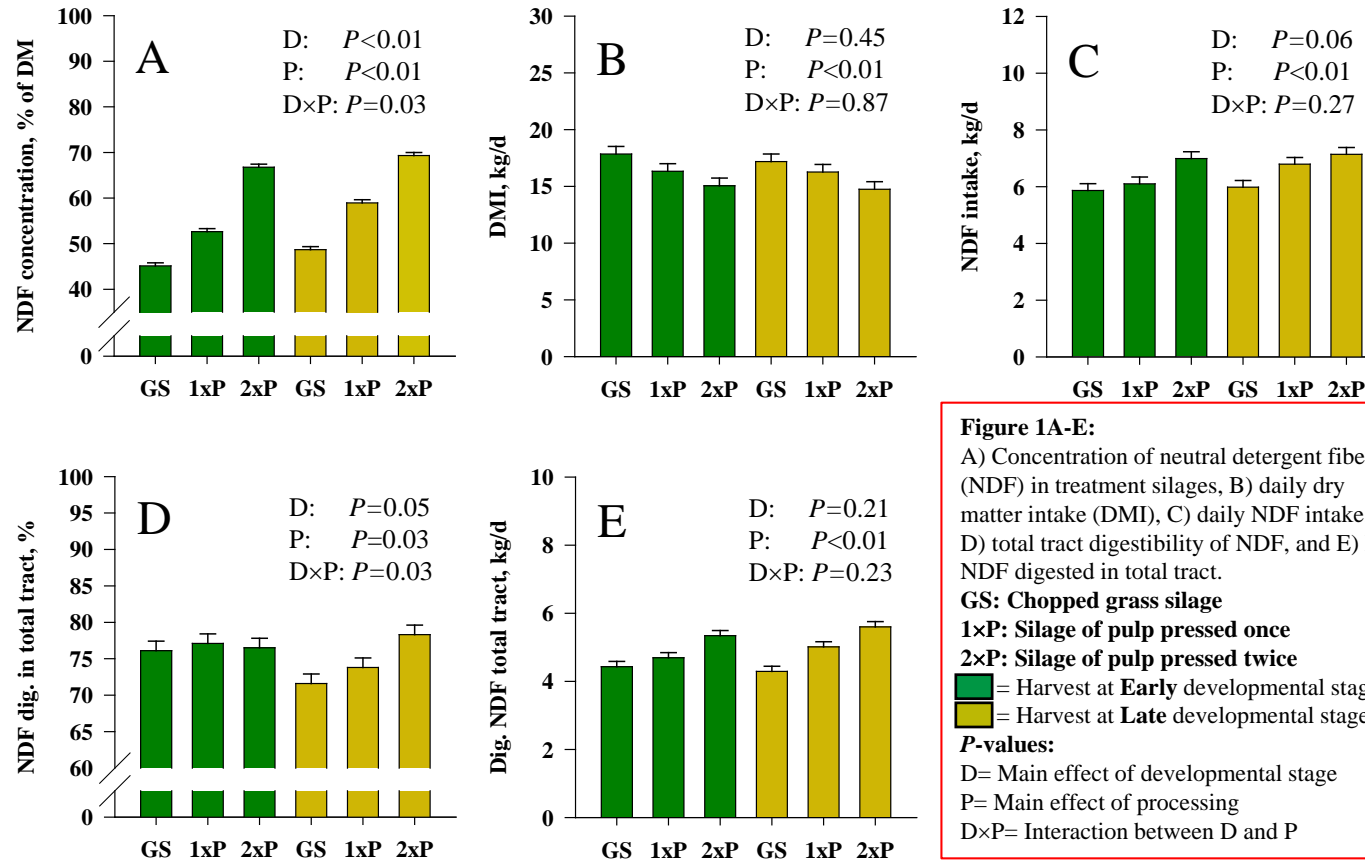 NDF concentration, % of DM
100
90
80
70
60
50
40
0
A
D: P<0.01
P: P<0.01
D×P: P=0.03
GS 1xP 2xP GS 1xP 2xP
DMI, kg/d
30
25
20
15
10
5
0
B
D: P=0.45
P: P<0.01
D×P: P=0.87
GS 1xP 2xP GS 1xP 2xP
NDF intake, kg/d
12
10
8
6
4
2
0
C
D: P=0.06
P: P<0.01
D×P: P=0.27
GS 1xP 2xP GS 1xP 2xP
NDF dig. in total tract, %
100
95
90
85
80
75
70
65
60
0
D
D: P=0.05
P: P=0.03
D×P: P=0.03
GS 1xP 2xP GS 1xP 2xP
Dig. NDF total tract, kg/d
10
8
6
4
2
0
E
D: P=0.21
P: P<0.01
D×P: P=0.23
GS 1xP 2xP GS 1xP 2xP
Figure 1A-E:
A) Concentration of neutral detergent fibe
(NDF) in treatment silages, B) daily dry
matter intake (DMI), C) daily NDF intake
D) total tract digestibility of NDF, and E)
NDF digested in total tract.
GS: Chopped grass silage
1×P: Silage of pulp pressed once
2×P: Silage of pulp pressed twice
= Harvest at Early developmental stag
= Harvest at Late developmental stage
P-values:
D= Main effect of developmental stage
P= Main effect of processing
D×P= Interaction between D and P